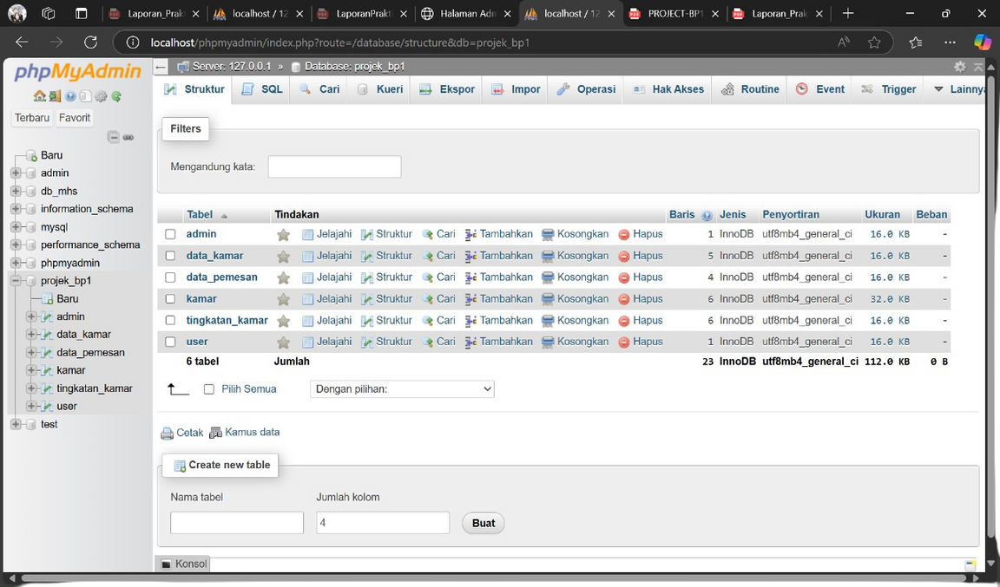 Laporan_Prak
localhost / 12
LaporanPrakt
Halaman Adm
localhost / 12
PROJECT-BP1
Laporan_Prak
localhost/phpmyadmin/index.php?route=/database/structure&db=projek_bp1
phpMyAdmin
Server: 127.0.0.1 » Database: projek_bp1
Struktur SQL Cari Kueri Ekspor Impor Operasi Hak Akses Routine Event Trigger Lainnya
Terbaru Favorit
Baru
admin
db_mhs
information_schema
mysql
performance_schema
phpmyadmin
projek_bp1
Baru
admin
data_kamar
data_pemesan
kamar
tingkatan_kamar
user
test
Filters
Mengandung kata:
Tabel Tindakan Baris Jenis Penyortiran Ukuran Beban
admin Jelajahi Struktur Cari Tambahkan Kosongkan Hapus 1 InnoDB utf8mb4_general_ci 16.0 KB -
data_kamar Jelajahi Struktur Cari Tambahkan Kosongkan Hapus 5 InnoDB utf8mb4_general_ci 16.0 KB -
data_pemesan Jelajahi Struktur Cari Tambahkan Kosongkan Hapus 4 InnoDB utf8mb4_general_ci 16.0 KB -
kamar Jelajahi Struktur Cari Tambahkan Kosongkan Hapus 6 InnoDB utf8mb4_general_ci 32.0 KB -
tingkatan_kamar Jelajahi Struktur Cari Tambahkan Kosongkan Hapus 6 InnoDB utf8mb4_general_ci 16.0 KB -
user Jelajahi Struktur Cari Tambahkan Kosongkan Hapus 1 InnoDB utf8mb4_general_ci 16.0 KB -
6 tabel Jumlah 23 InnoDB utf8mb4_general_ci 112.0 KB 0 B
Pilih Semua Dengan pilihan:
Cetak Kamus data
Create new table
Nama tabel Jumlah kolom
4 Buat
Konsol